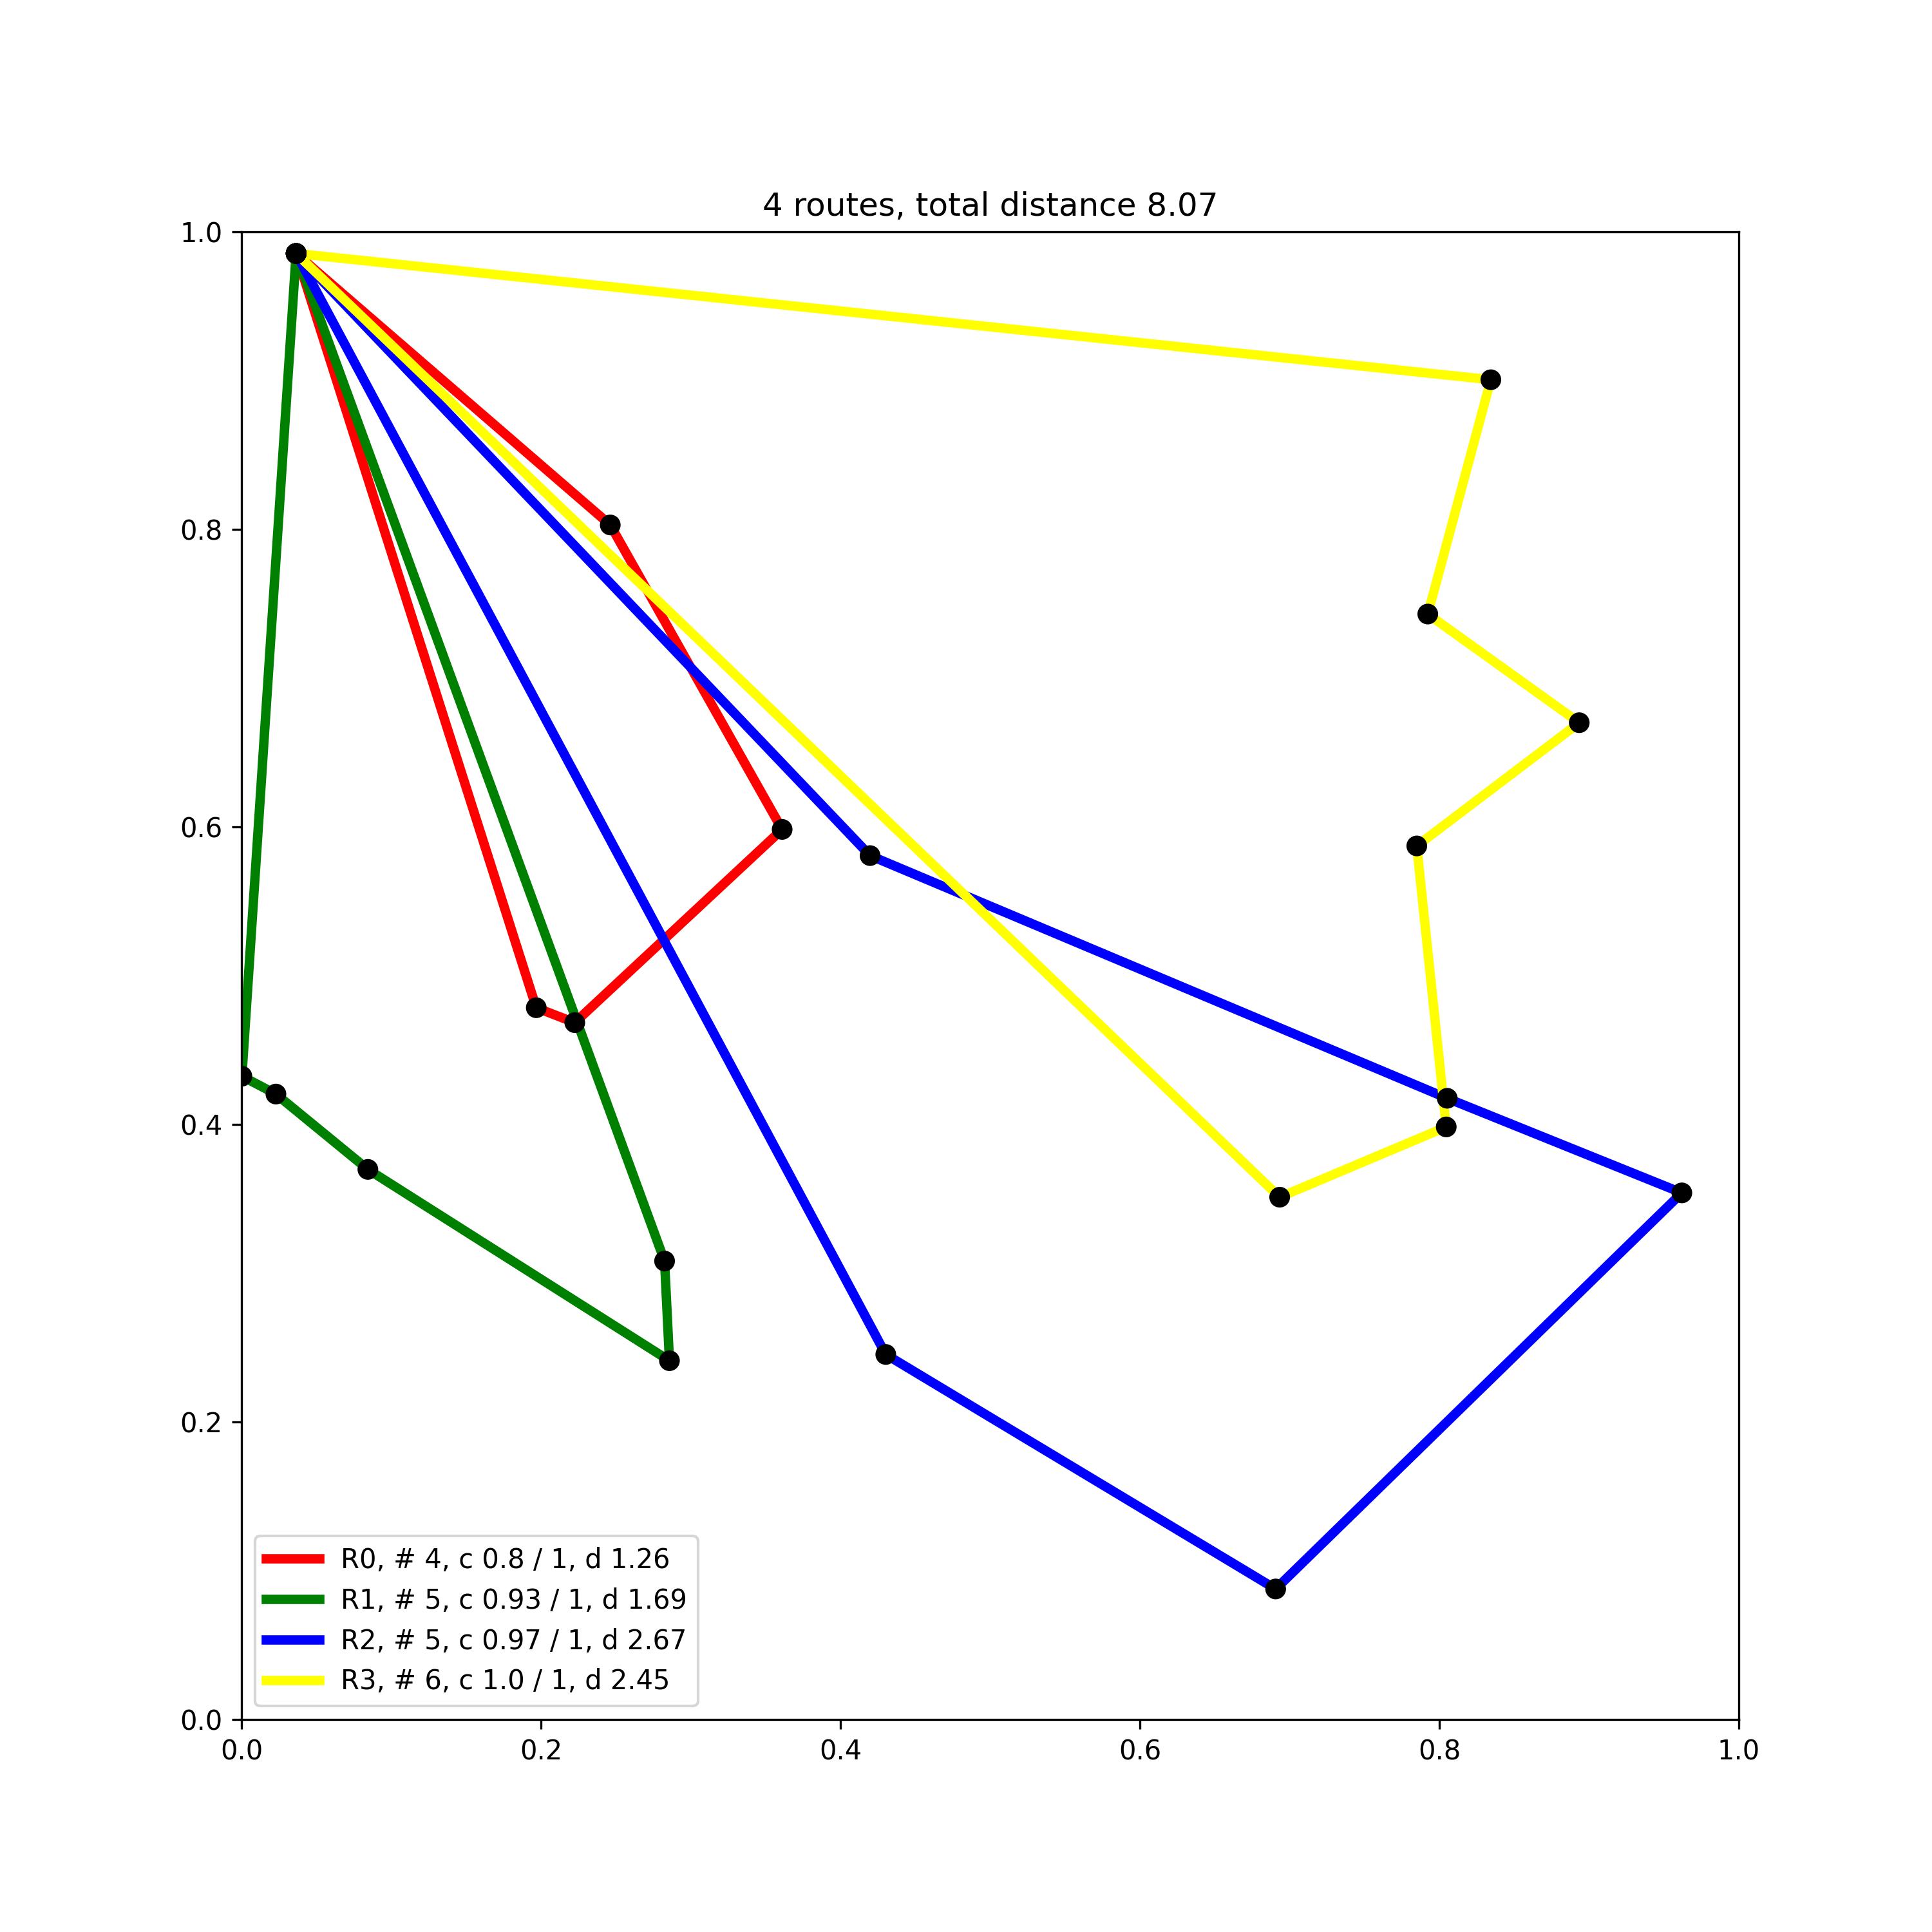 4 routes, total distance 8.07
1.0
0.8
0.6
0.4
0.2
0.0
R0, # 4, c 0.8 / 1, d 1.26
R1, # 5, c 0.93 / 1, d 1.69
R2, # 5, c 0.97 / 1, d 2.67
R3, # 6, c 1.0 / 1, d 2.45
0.0 0.2 0.4 0.6 0.8 1.0